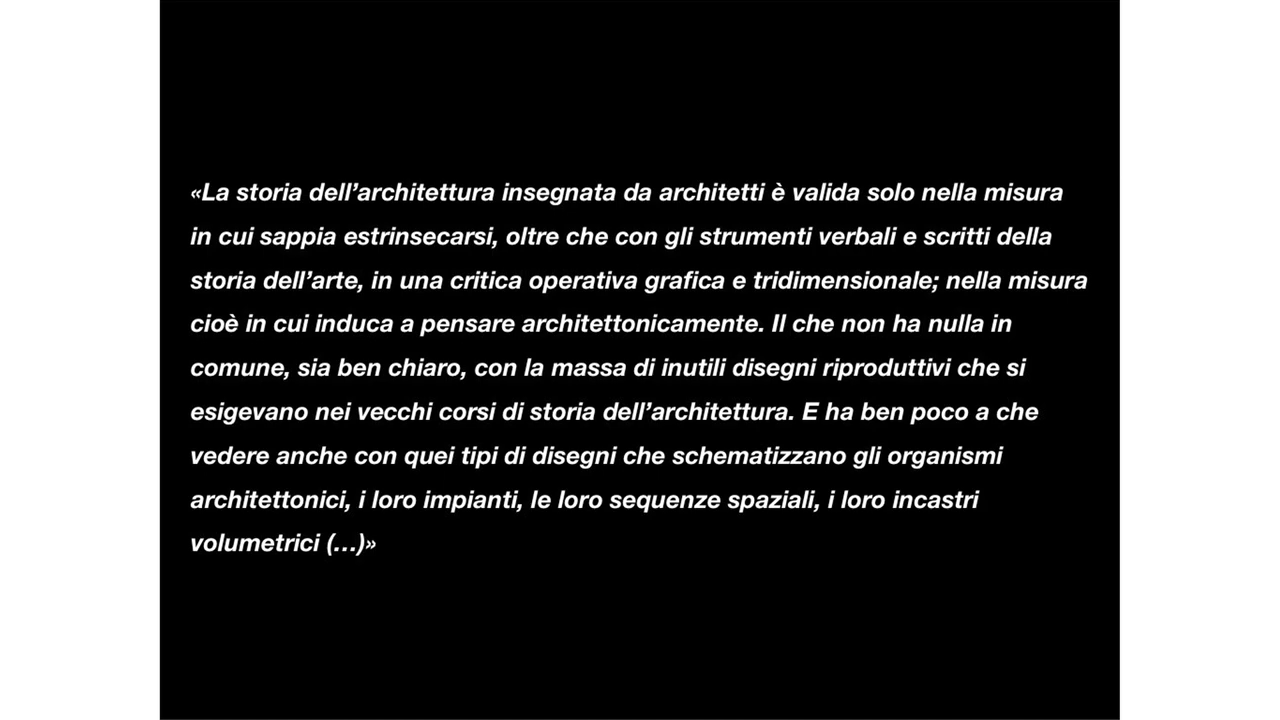 «La storia dell’architettura insegnata da architetti è valida solo nella misura
in cui sappia estrinsecarsi, oltre che con gli strumenti verbali e scritti della
storia dell’arte, in una critica operativa grafica e tridimensionale; nella misura
cioè in cui induca a pensare architettonicamente. Il che non ha nulla in
comune, sia ben chiaro, con la massa di inutili disegni riproduttivi che si
esigevano nei vecchi corsi di storia dell’architettura. E ha ben poco a che
vedere anche con quei tipi di disegni che schematizzano gli organismi
architettonici, i loro impianti, le loro sequenze spaziali, i loro incastri
volumetrici (…)»